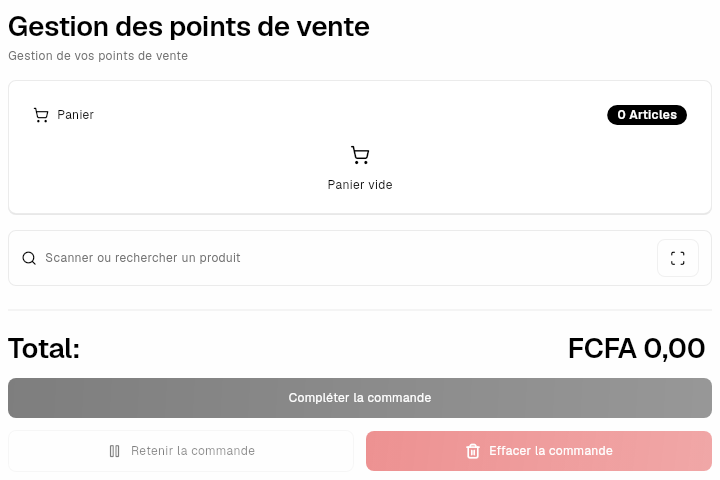 Gestion des points de vente
Gestion de vos points de vente
Panier
0 Articles
Panier vide
Scanner ou rechercher un produit
Total:
FCFA 0,00
Compléter la commande
Retenir la commande
Effacer la commande